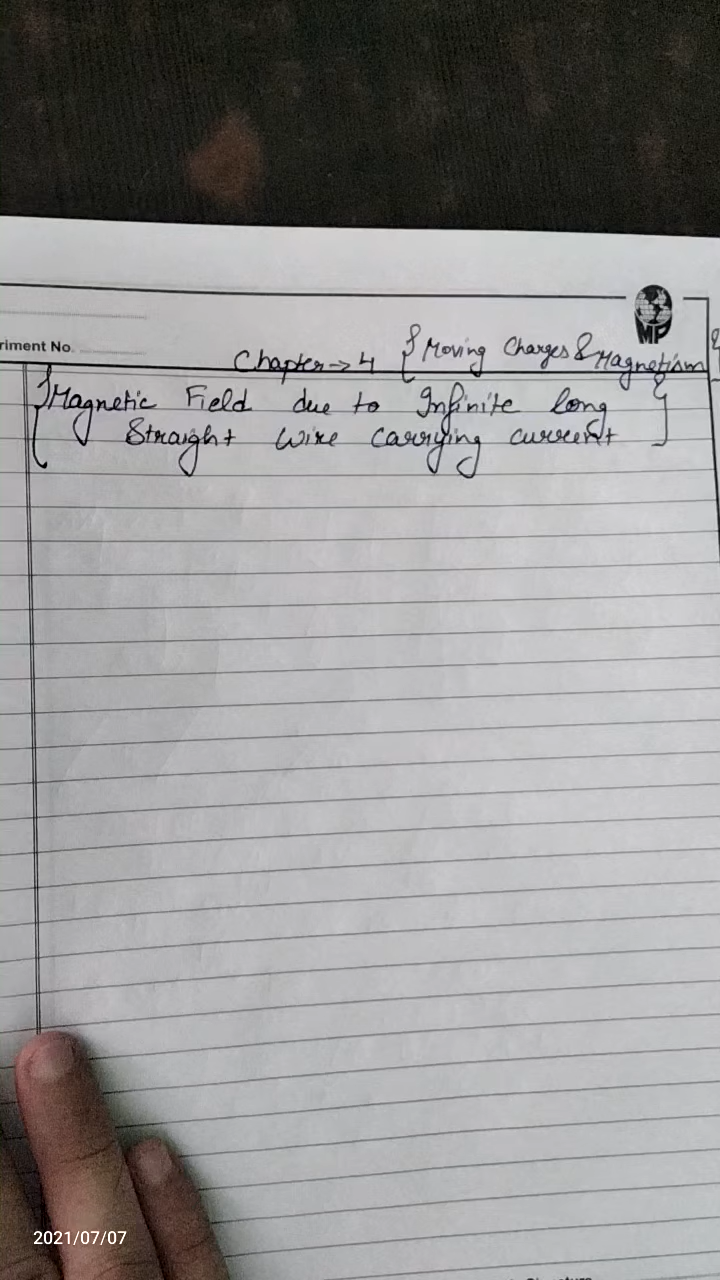 MP
riment No.
Chapter → 4 { Moving Charges & Magnetism
{Magnetic Field due to Infinite long
Straight Wire Carrying current }
2021/07/07